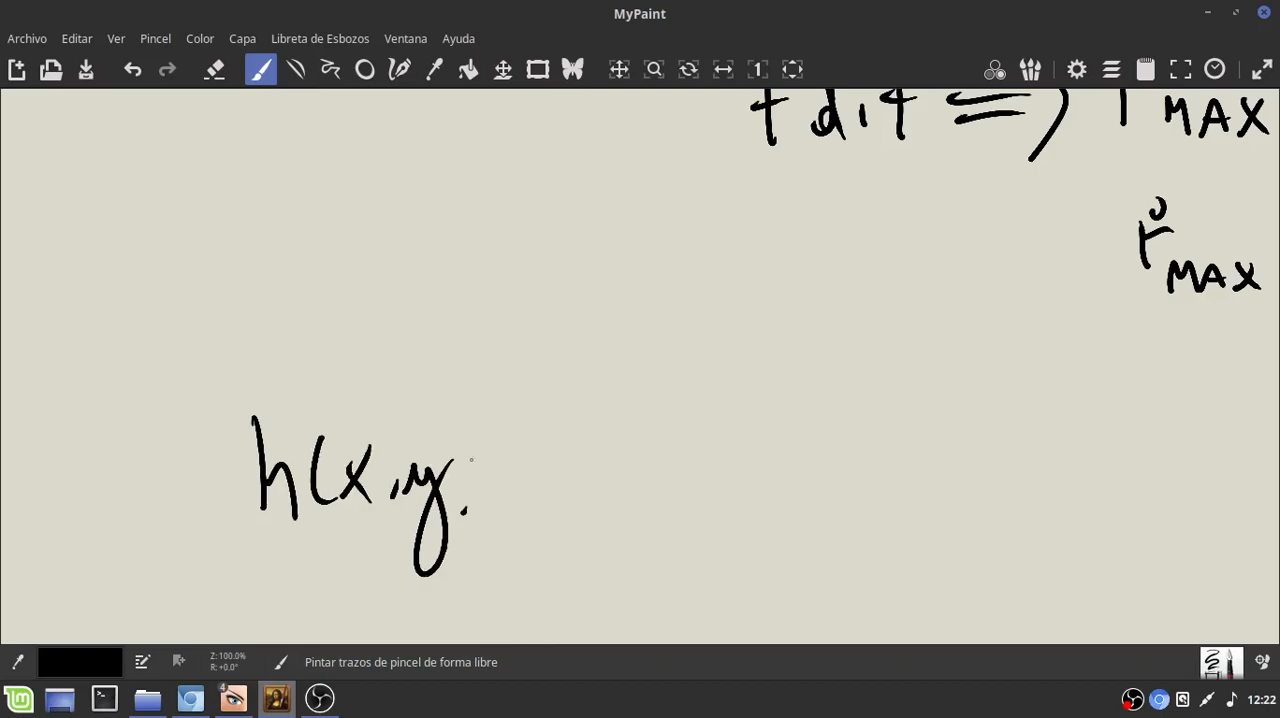 MyPaint
Archivo Editar Ver Pincel Color Capa Libreta de Esbozos Ventana Ayuda
MAX
r MAX
h(x,y,
Z: 100.0%
R: +0.0°
Pintar trazos de pincel de forma libre
4
12:22